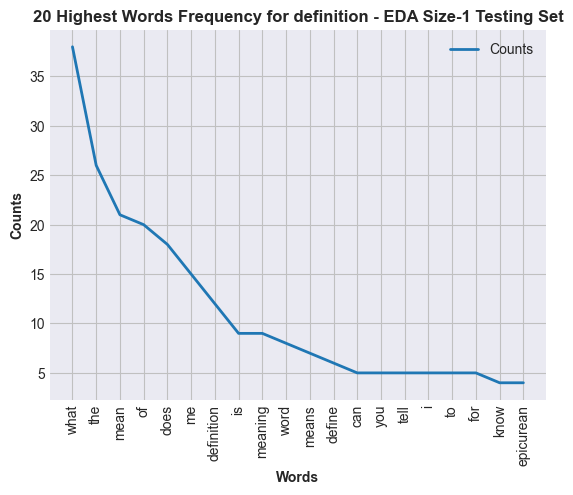 20 Highest Words Frequency for definition - EDA Size-1 Testing Set
Counts
35
30
25
20
15
10
5
Counts
what
the
mean
of
does
me
definition
is
meaning
word
means
define
can
you
tell
i
to
for
know
epicurean
Words